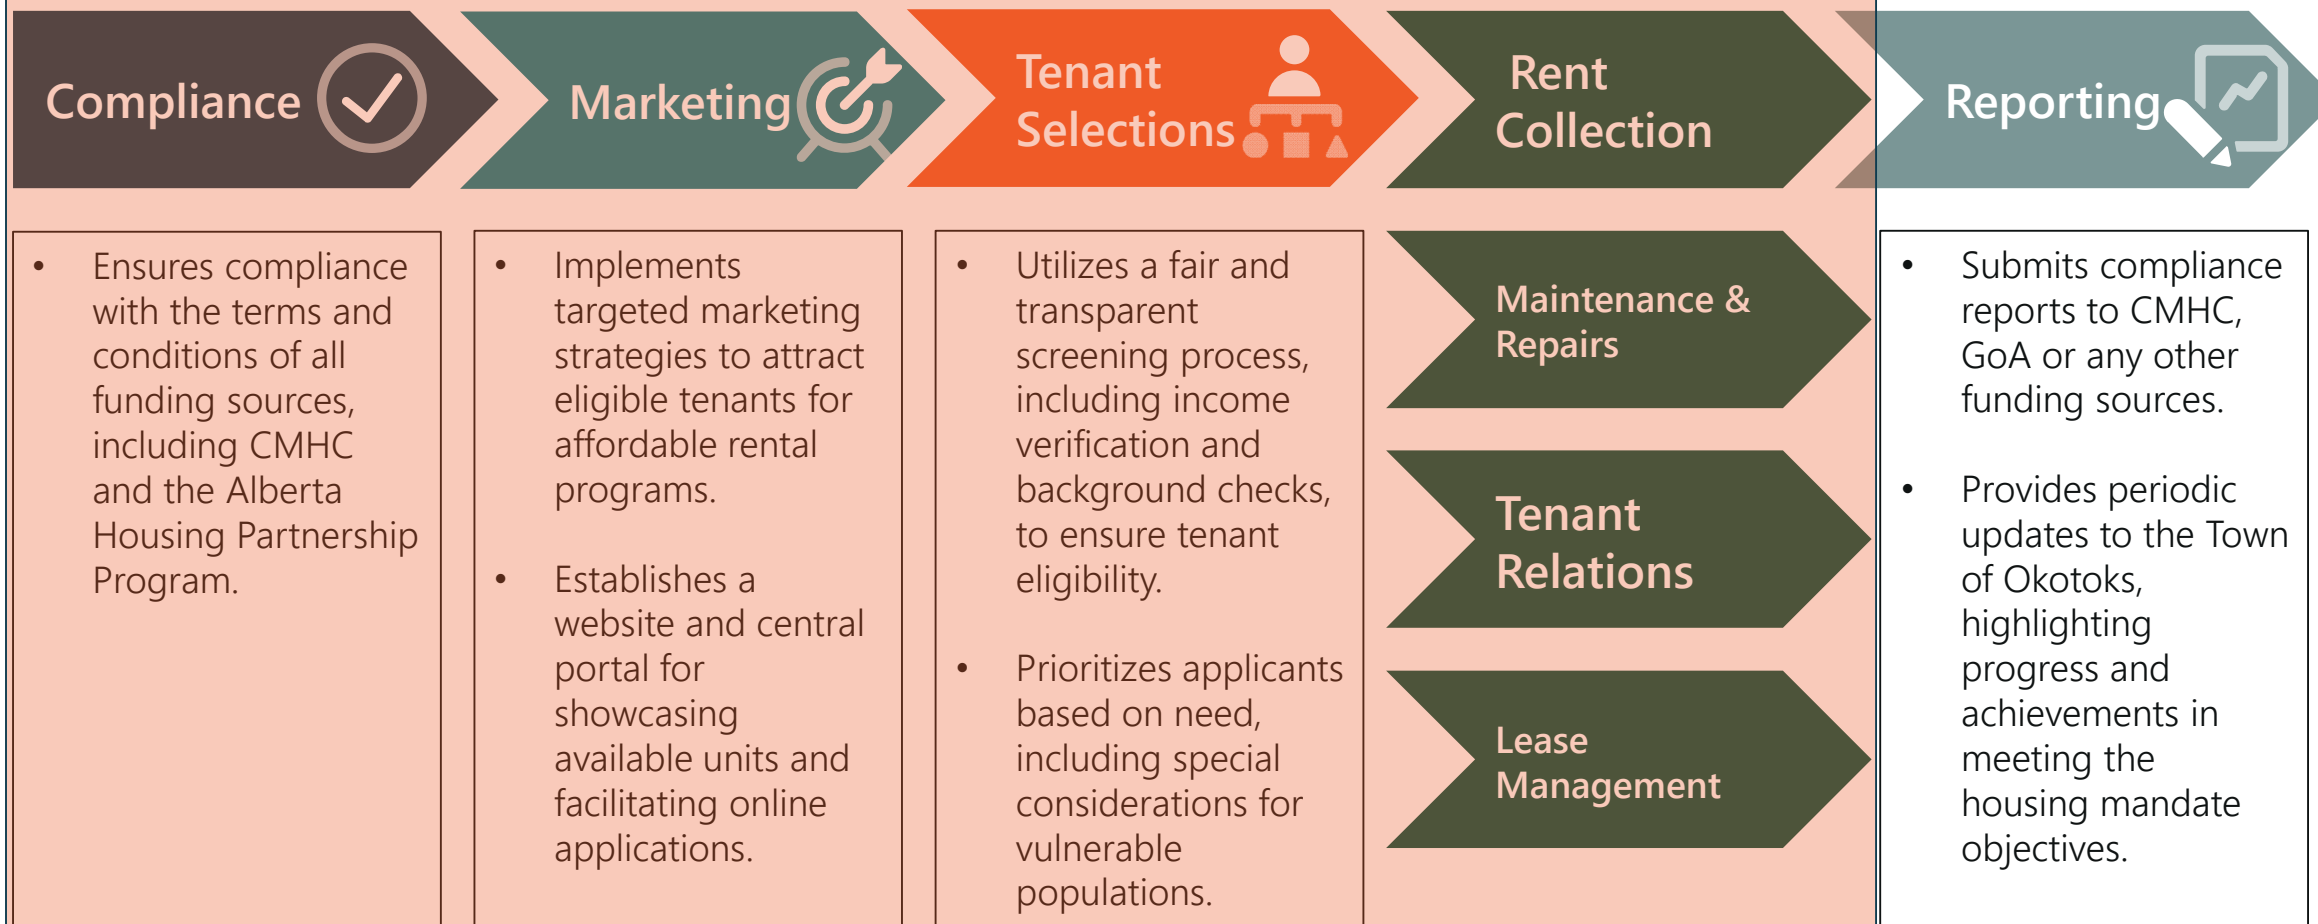 Compliance
Marketing
Tenant
Selections
Rent
Collection
Reporting
• Ensures compliance
with the terms and
conditions of all
funding sources,
including CMHC
and the Alberta
Housing Partnership
Program.
• Implements
targeted marketing
strategies to attract
eligible tenants for
affordable rental
programs.
• Establishes a
website and central
portal for
showcasing
available units and
facilitating online
applications.
• Utilizes a fair and
transparent
screening process,
including income
verification and
background checks,
to ensure tenant
eligibility.
• Prioritizes applicants
based on need,
including special
considerations for
vulnerable
populations.
Maintenance &
Repairs
Tenant
Relations
Lease
Management
• Submits compliance
reports to CMHC,
GoA or any other
funding sources.
• Provides periodic
updates to the Town
of Okotoks,
highlighting
progress and
achievements in
meeting the
housing mandate
objectives.